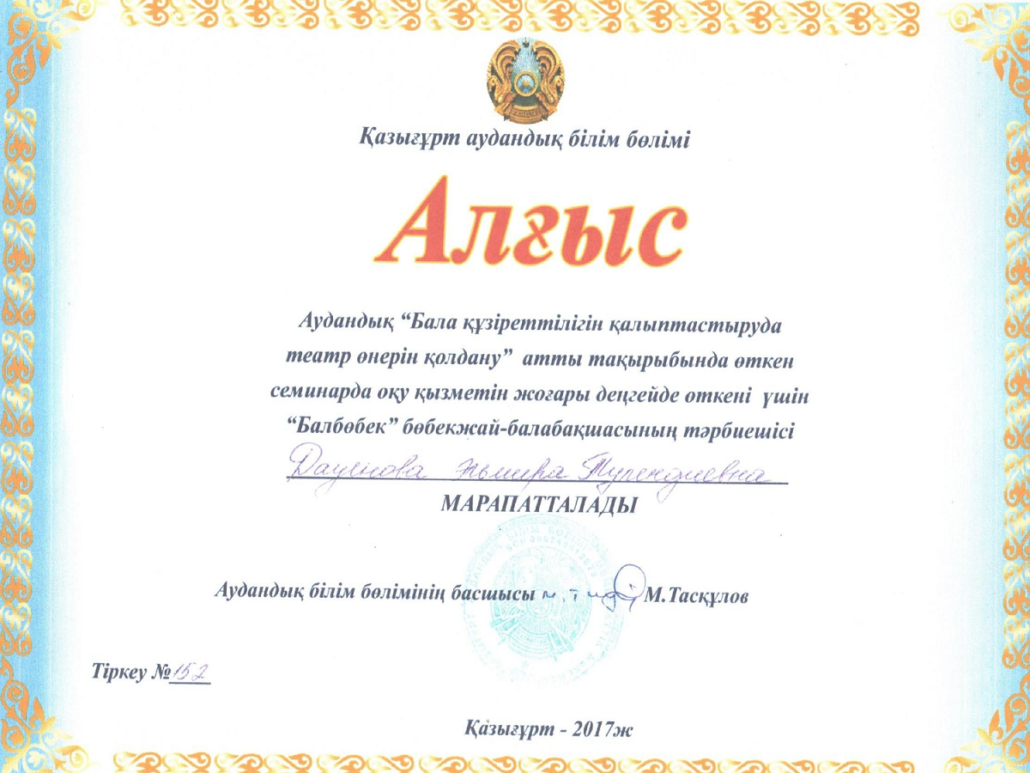 Қазығұрт аудандық білім бөлімі
Алғыс
Аудандық “Бала құзіреттілігін қалыптастыруда
театр өнерін қолдану” атты тақырыбында өткен
семинарда оқу қызметін жоғары деңгейде өткені үшін
“Балбөбек” бөбекжай-балабақшасының тәрбиешісі
МАРАПАТТАЛАДЫ
Аудандық білім бөлімінің басшысы М.Тасқұлов
Тіркеу №152
Қазығұрт - 2017ж